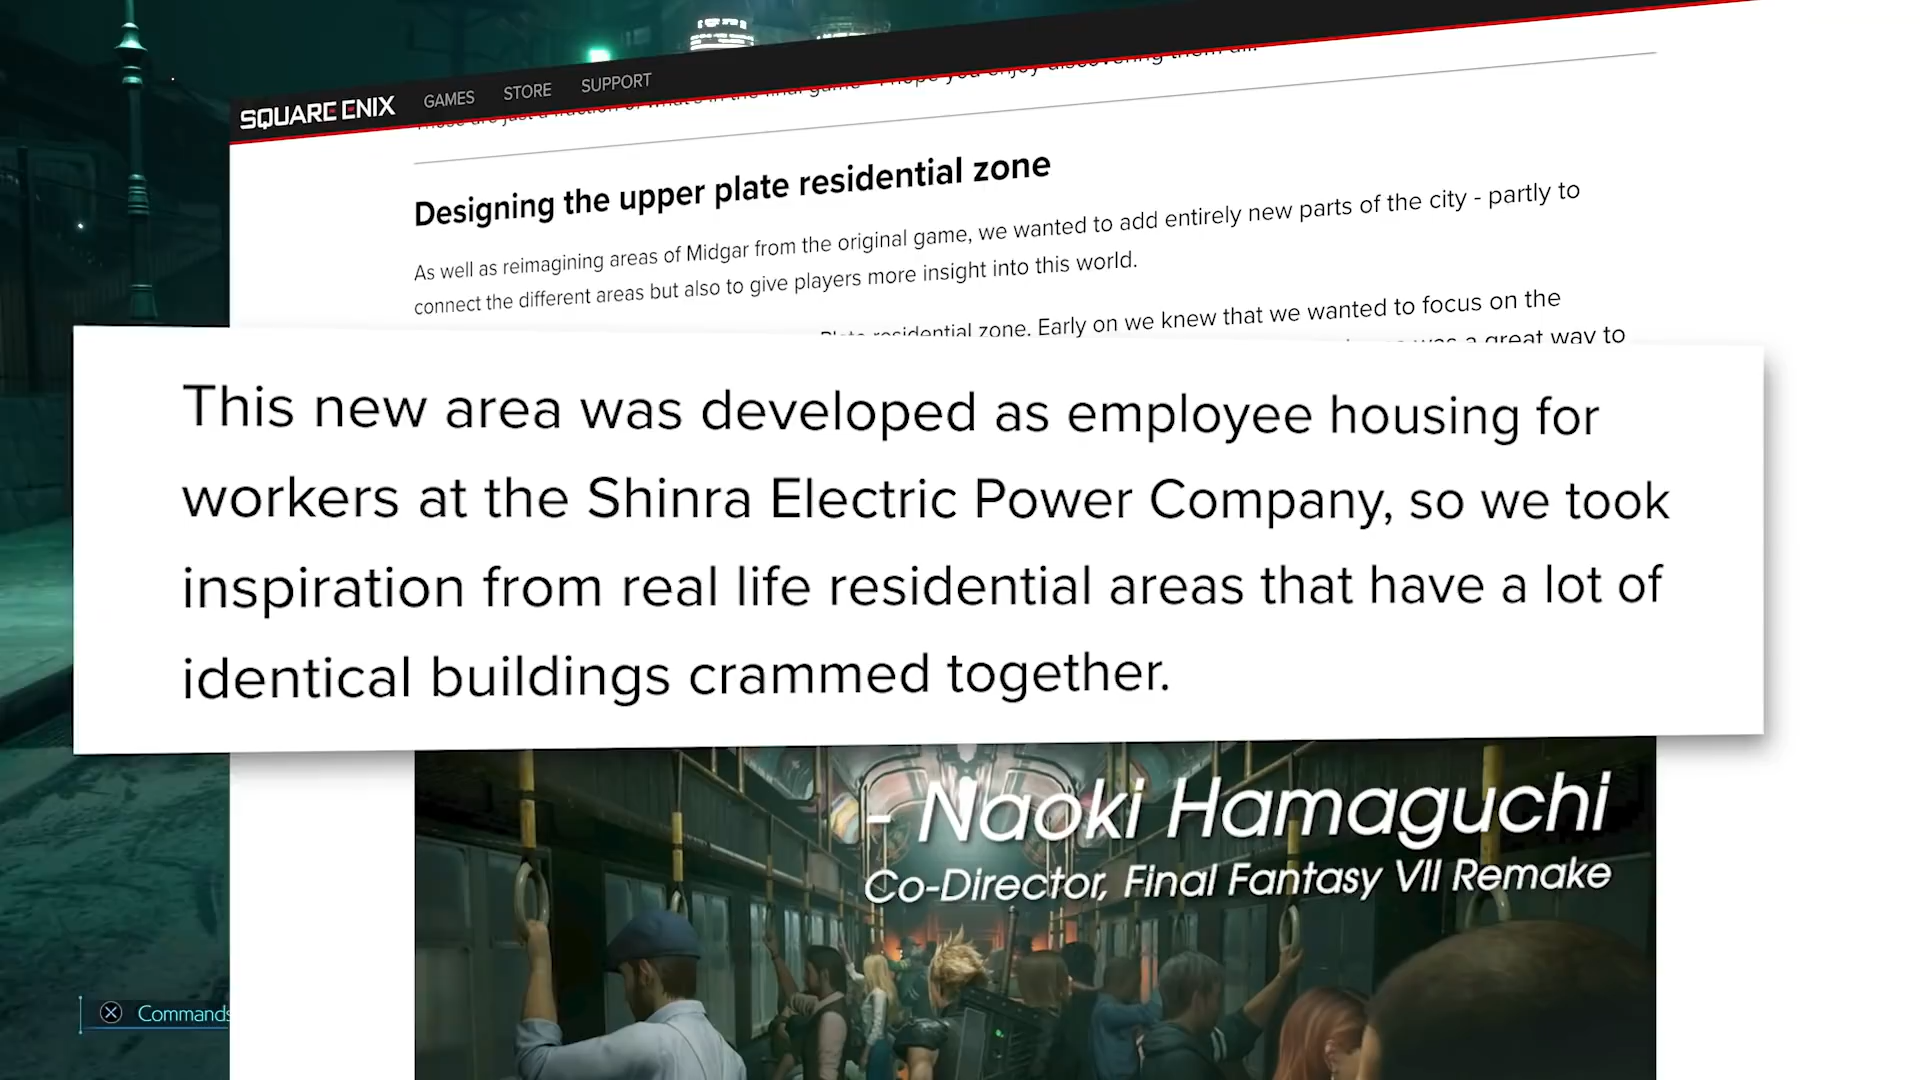 SQUARE ENIX GAMES STORE SUPPORT
Designing the upper plate residential zone
As well as reimagining areas of Midgar from the original game, we wanted to add entirely new parts of the city - partly to
connect the different areas but also to give players more insight into this world.
residential zone. Early on we knew that we wanted to focus on the
was a great way to
This new area was developed as employee housing for
workers at the Shinra Electric Power Company, so we took
inspiration from real life residential areas that have a lot of
identical buildings crammed together.
- Naoki Hamaguchi
Co-Director, Final Fantasy VII Remake
Commands